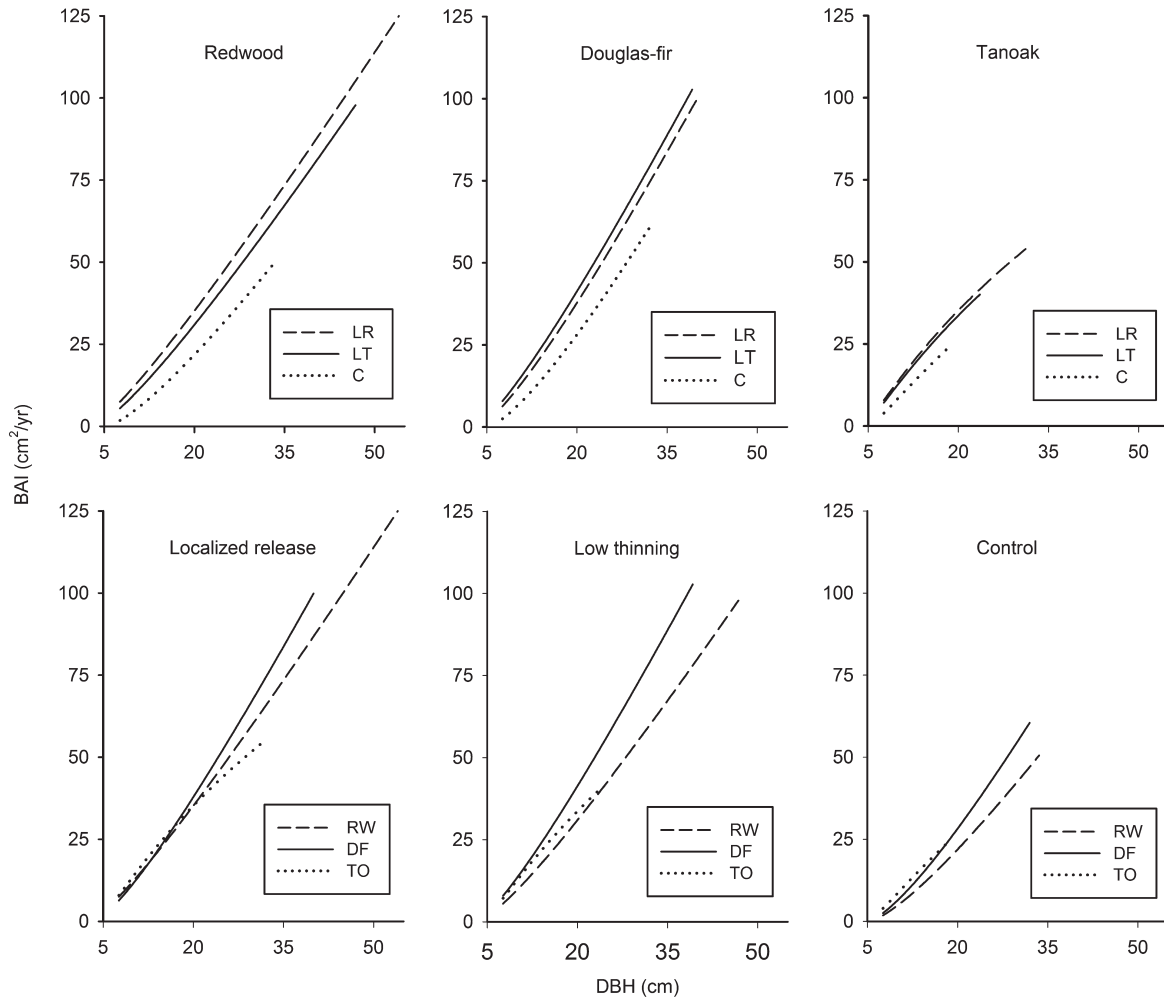 Redwood
125
100
75
50
25
0
5
20
35
50
LR
LT
C
Douglas-fir
125
100
75
50
25
0
5
20
35
50
LR
LT
C
Tanoak
125
100
75
50
25
0
5
20
35
50
LR
LT
C
BAI (cm²/yr)
Localized release
125
100
75
50
25
0
5
20
35
50
RW
DF
TO
Low thinning
125
100
75
50
25
0
5
20
35
50
RW
DF
TO
Control
125
100
75
50
25
0
5
20
35
50
RW
DF
TO
DBH (cm)